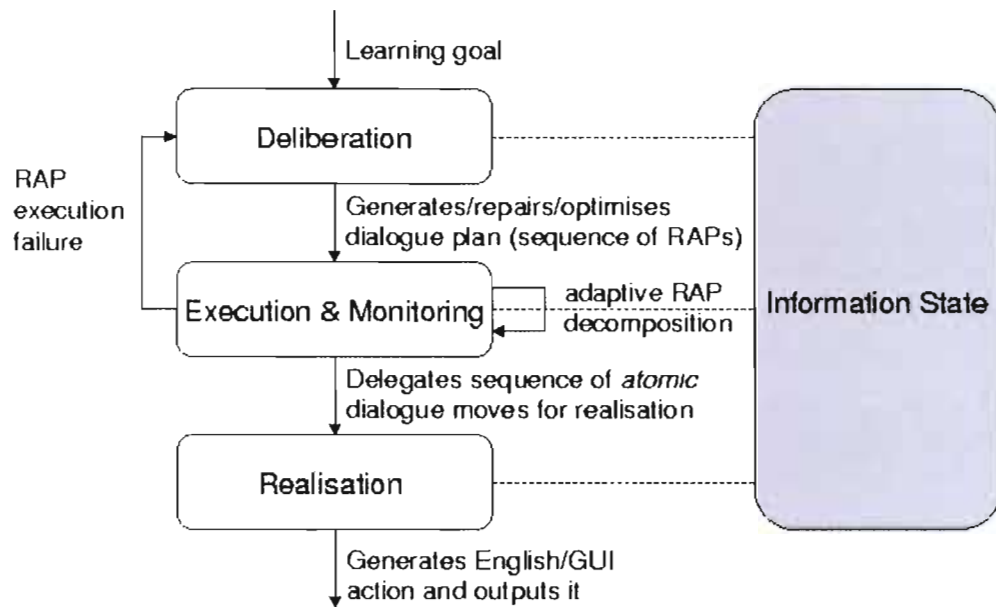 Learning goal
Deliberation
RAP
execution
failure
Generates/repairs/optimises
dialogue plan (sequence of RAPs)
Execution & Monitoring
adaptive RAP
decomposition
Information State
Delegates sequence of atomic
dialogue moves for realisation
Realisation
Generates English/GUI
action and outputs it